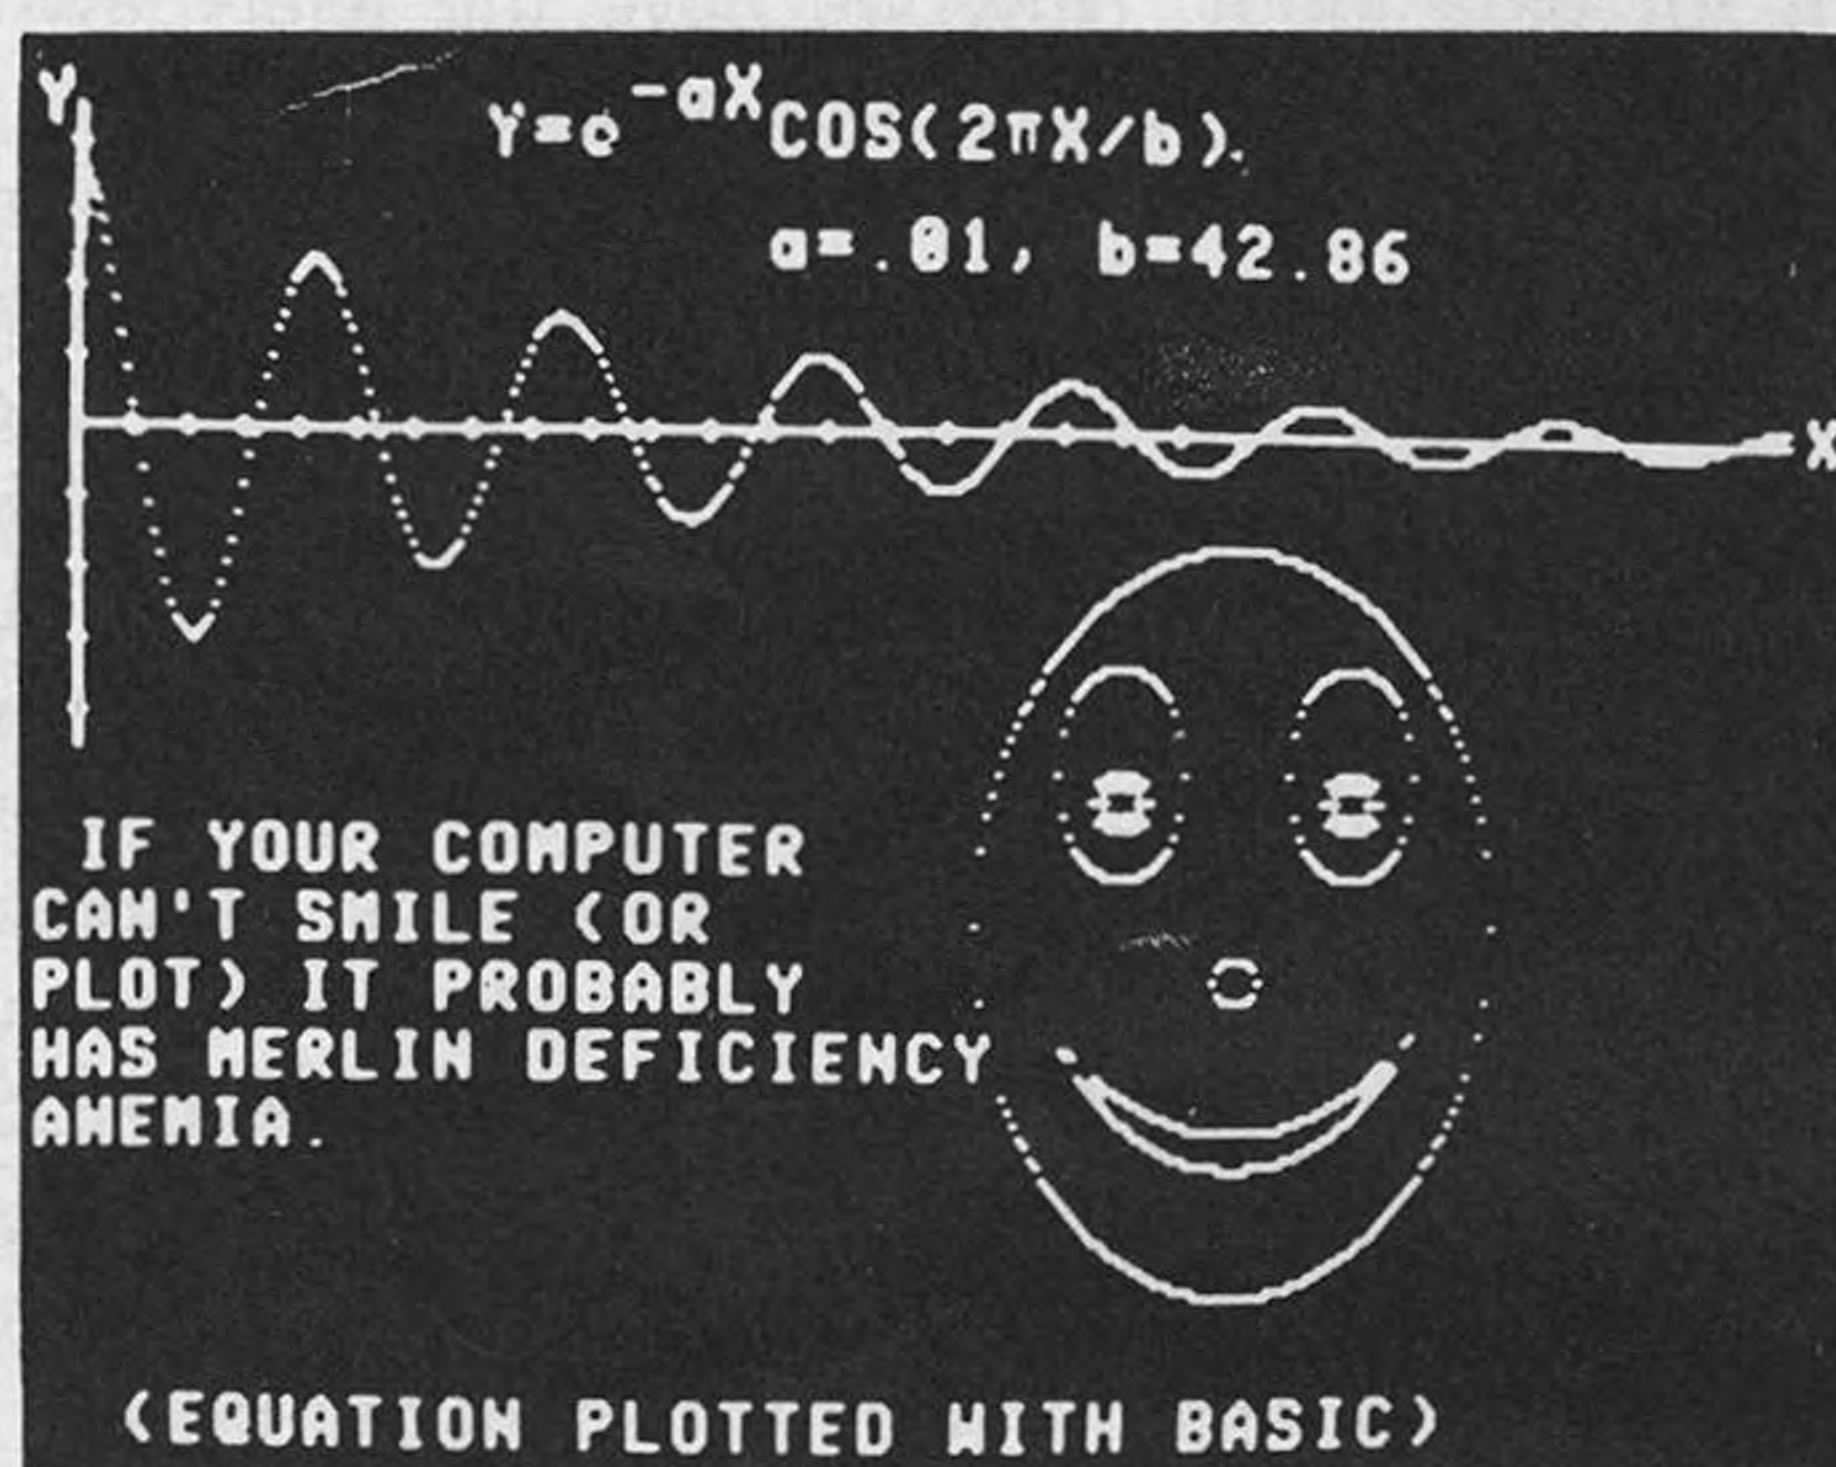 Y
Y=e^-aX COS(2πX/b).
a=.01, b=42.86
X
IF YOUR COMPUTER
CAN'T SMILE (OR
PLOT) IT PROBABLY
HAS MERLIN DEFICIENCY
ANEMIA.
(EQUATION PLOTTED WITH BASIC)